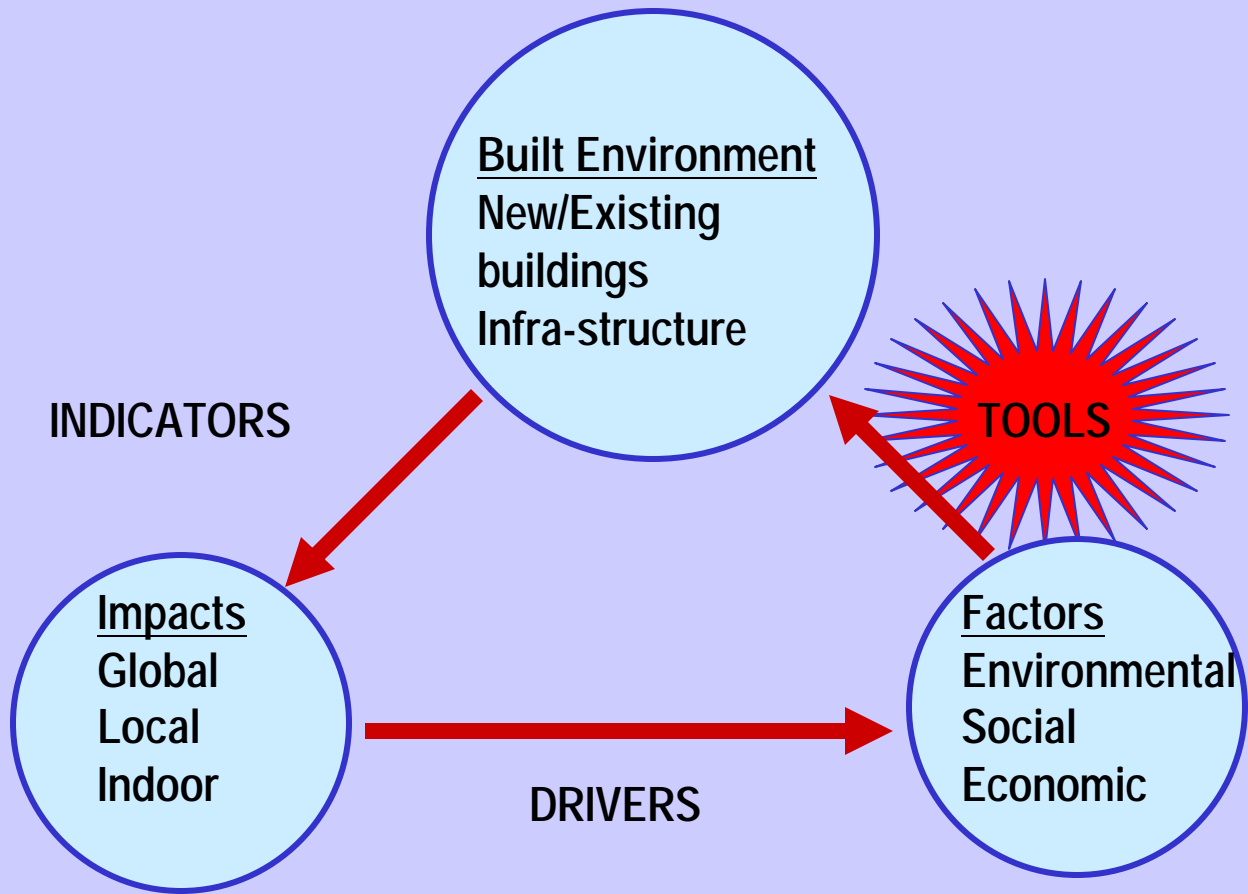 Built Environment
New/Existing
buildings
Infra-structure
INDICATORS
TOOLS
Impacts
Global
Local
Indoor
Factors
Environmental
Social
Economic
DRIVERS